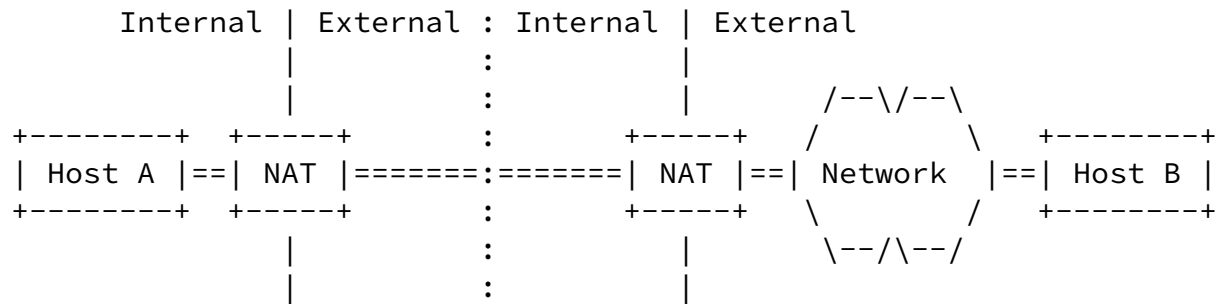 Internal | External : Internal | External
         |          :          |
         |          :          |      /--\/--\
+--------+  +-----+          :          +-----+  /        \   +--------+
| Host A |==| NAT |=======:=======| NAT |==| Network  |==| Host B |
+--------+  +-----+          :          +-----+  \        /   +--------+
         |          :          |      \--/\--/
         |          :          |